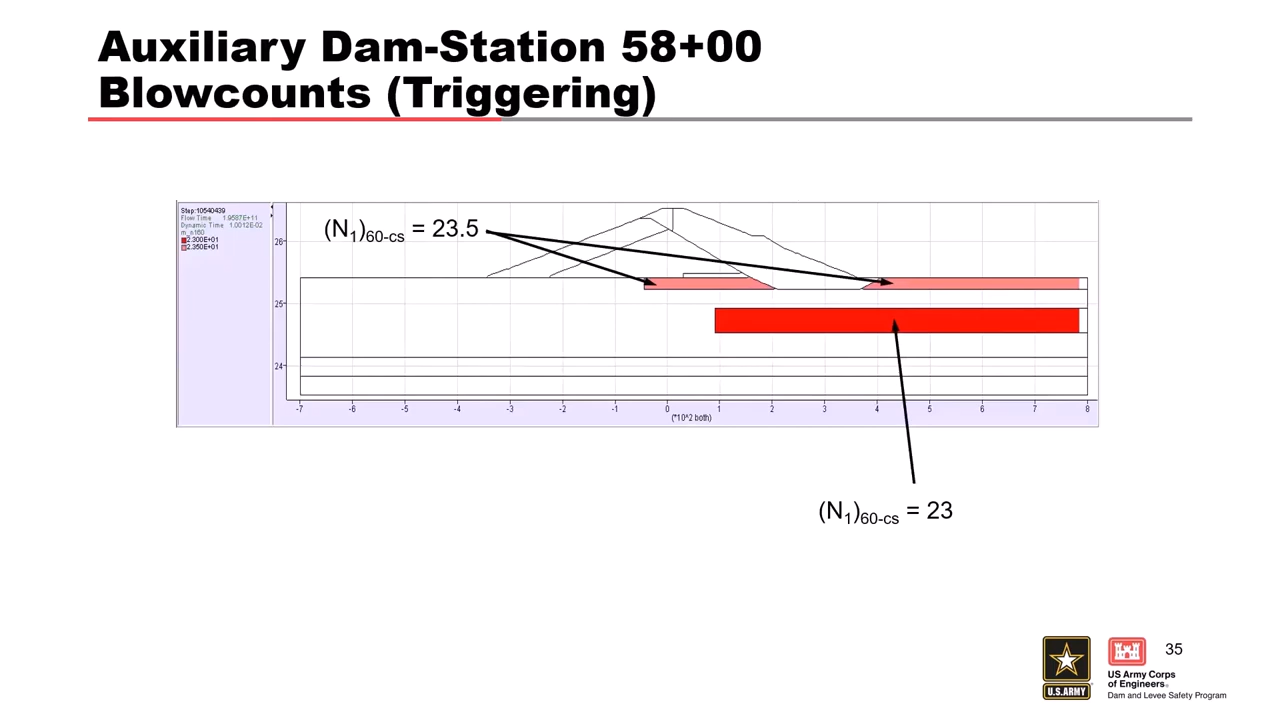 Auxiliary Dam-Station 58+00
Blowcounts (Triggering)
Step:10540439
Flow Time 1.9587E+11
Dynamic Time 1.0012E-02
m_n160
2.300E+01
2.350E+01
(N1)60-cs = 23.5
26
25
24
-7 -6 -5 -4 -3 -2 -1 0 1 2 3 4 5 6 7 8
(*10^2 both)
(N1)60-cs = 23
U.S.ARMY
US Army Corps
of Engineers®
Dam and Levee Safety Program
35